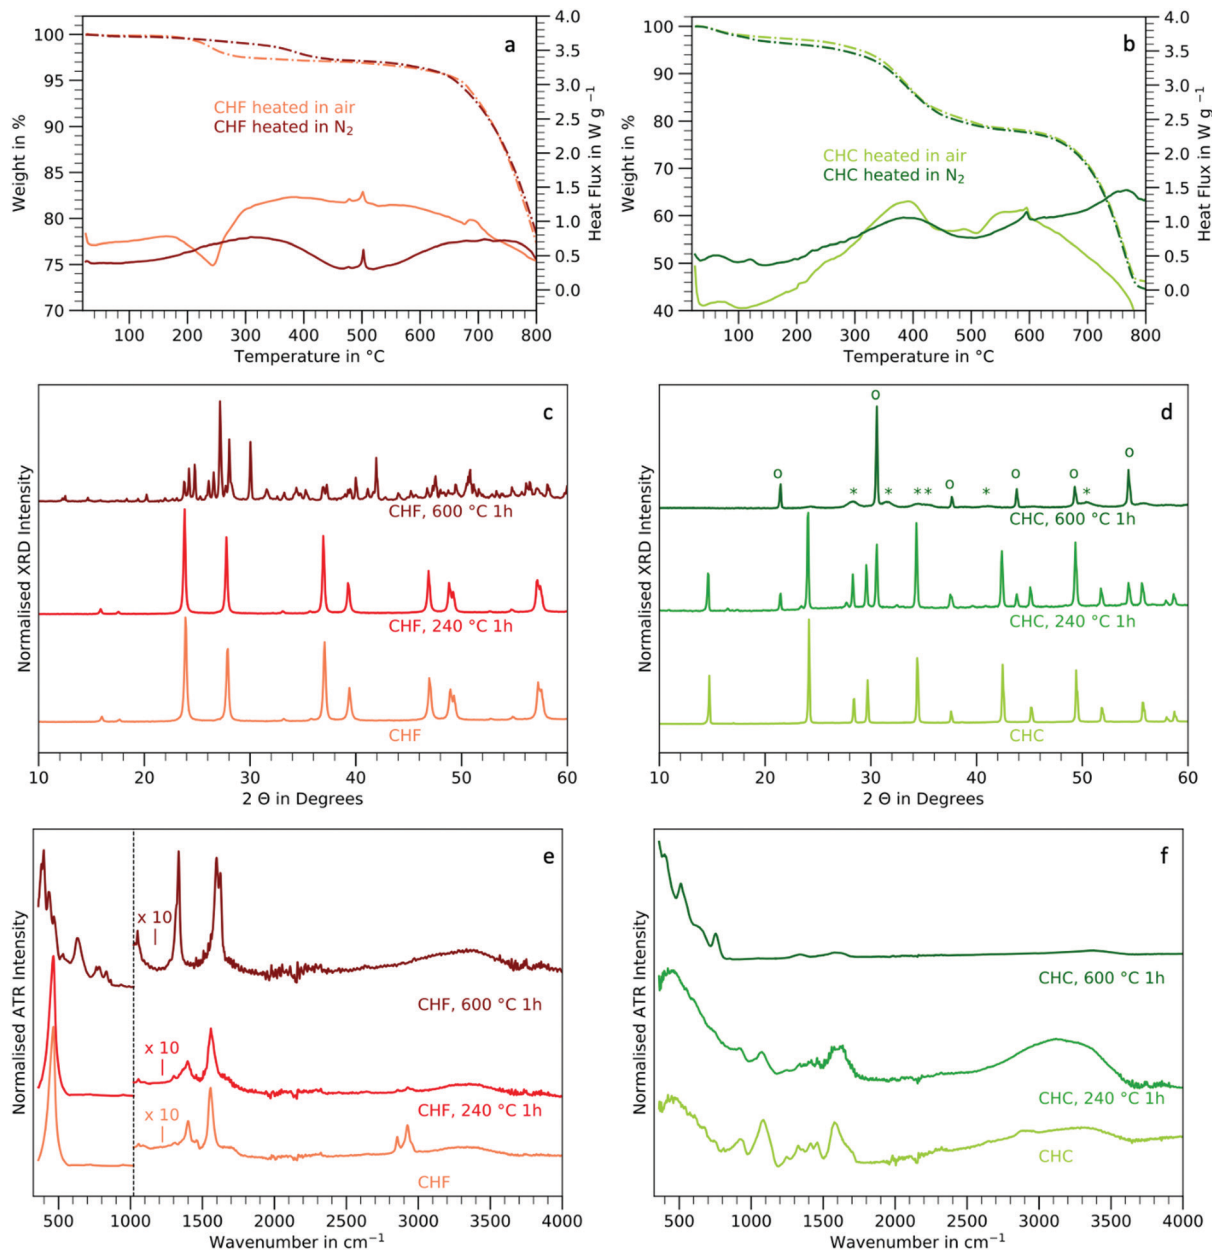 a
CHF heated in air
CHF heated in N₂
Weight in %
100
95
90
85
80
75
70
4.0
3.5
3.0
2.5
2.0
1.5
1.0
0.5
0.0
Heat Flux in W g⁻¹
100 200 300 400 500 600 700 800
Temperature in °C
b
CHC heated in air
CHC heated in N₂
Weight in %
100
90
80
70
60
50
40
4.0
3.5
3.0
2.5
2.0
1.5
1.0
0.5
0.0
Heat Flux in W g⁻¹
100 200 300 400 500 600 700 800
Temperature in °C
c
Normalised XRD Intensity
CHF, 600 °C 1h
CHF, 240 °C 1h
CHF
10 20 30 40 50 60
2 Θ in Degrees
d
Normalised XRD Intensity
o o o o o o
* * * * * *
CHC, 600 °C 1h
CHC, 240 °C 1h
CHC
10 20 30 40 50 60
2 Θ in Degrees
e
Normalised ATR Intensity
x 10
CHF, 600 °C 1h
x 10
CHF, 240 °C 1h
x 10
CHF
500 1000 1500 2000 2500 3000 3500 4000
Wavenumber in cm⁻¹
f
Normalised ATR Intensity
CHC, 600 °C 1h
CHC, 240 °C 1h
CHC
500 1000 1500 2000 2500 3000 3500 4000
Wavenumber in cm⁻¹